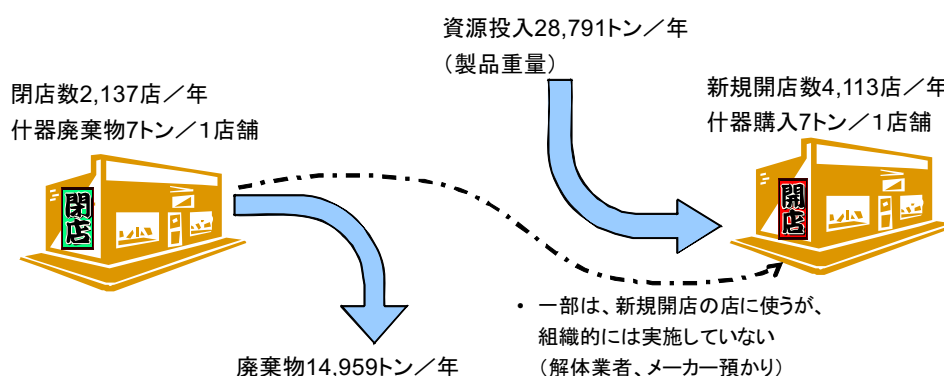 資源投入28,791トン／年
（製品重量）
閉店数2,137店／年
什器廃棄物7トン／1店舗
新規開店数4,113店／年
什器購入7トン／1店舗
閉店
開店
・ 一部は、新規開店の店に使うが、
組織的には実施していない
（解体業者、メーカー預かり）
廃棄物14,959トン／年